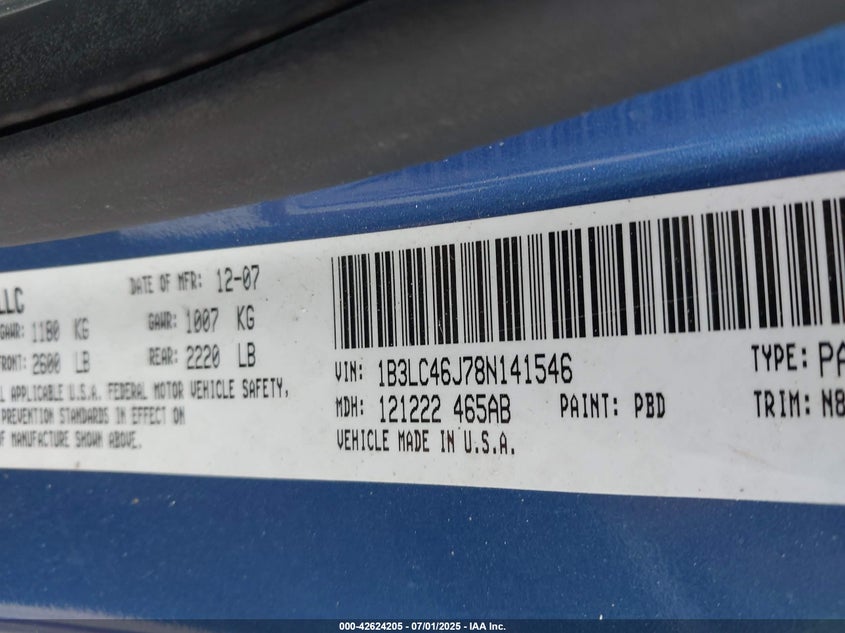 LLC
DATE OF MFR: 12-07
GAWR: 1180 KG GAWR: 1007 KG
FRONT: 2600 LB REAR: 2220 LB
APPLICABLE U.S.A. FEDERAL MOTOR VEHICLE SAFETY,
PREVENTION STANDARDS IN EFFECT ON
OF MANUFACTURE SHOWN ABOVE.
VIN: 1B3LC46J78N141546 TYPE: PA
MDH: 121222 465AB PAINT: PBD TRIM: N8
VEHICLE MADE IN U.S.A.
000-42624205 - 07/01/2025 - IAA Inc.